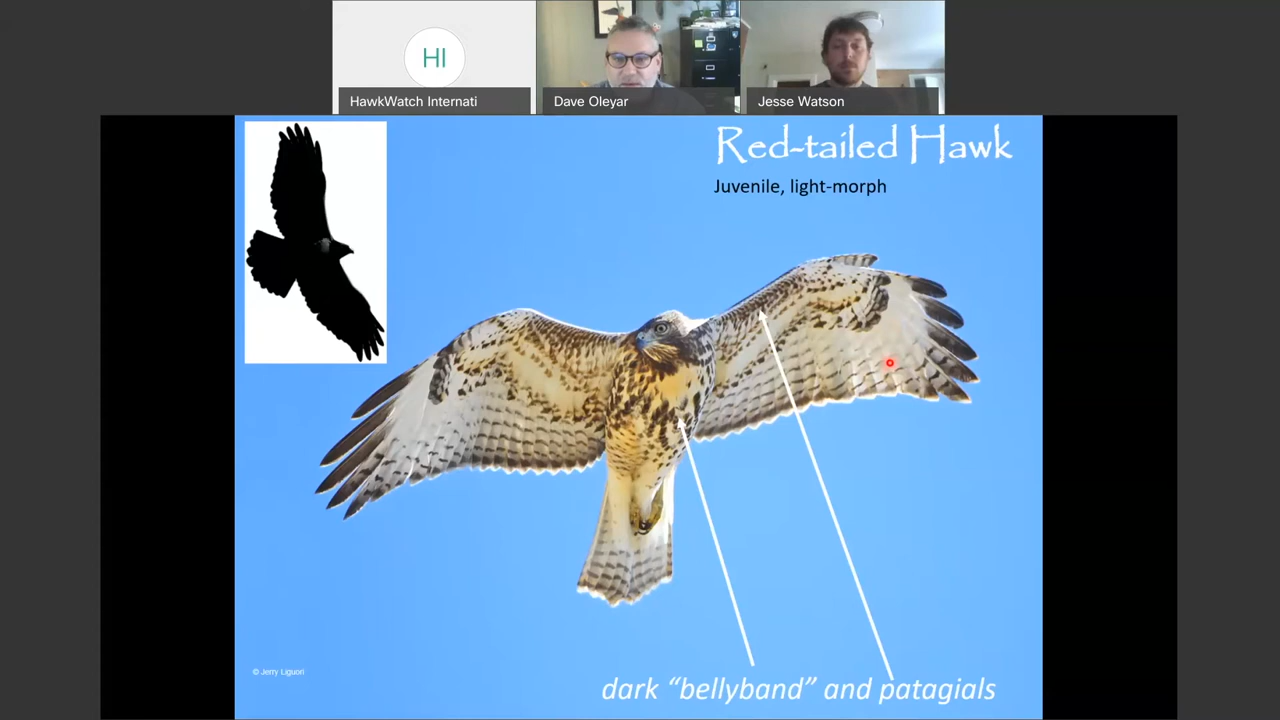 HI
HawkWatch Internati
Dave Oleyar
Jesse Watson
Red-tailed Hawk
Juvenile, light-morph
© Jerry Liguori
dark “bellyband” and patagials